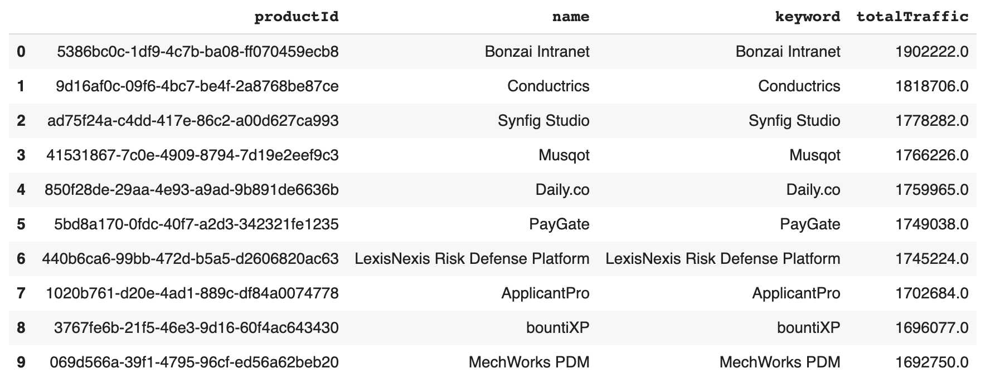 productId name keyword totalTraffic
0 5386bc0c-1df9-4c7b-ba08-ff070459ecb8 Bonzai Intranet Bonzai Intranet 1902222.0
1 9d16af0c-09f6-4bc7-be4f-2a8768be87ce Conductrics Conductrics 1818706.0
2 ad75f24a-c4dd-417e-86c2-a00d627ca993 Synfig Studio Synfig Studio 1778282.0
3 41531867-7c0e-4909-8794-7d19e2eef9c3 Musqot Musqot 1766226.0
4 850f28de-29aa-4e93-a9ad-9b891de6636b Daily.co Daily.co 1759965.0
5 5bd8a170-0fdc-40f7-a2d3-342321fe1235 PayGate PayGate 1749038.0
6 440b6ca6-99bb-472d-b5a5-d2606820ac63 LexisNexis Risk Defense Platform LexisNexis Risk Defense Platform 1745224.0
7 1020b761-d20e-4ad1-889c-df84a0074778 ApplicantPro ApplicantPro 1702684.0
8 3767fe6b-21f5-46e3-9d16-60f4ac643430 bountiXP bountiXP 1696077.0
9 069d566a-39f1-4795-96cf-ed56a62beb20 MechWorks PDM MechWorks PDM 1692750.0